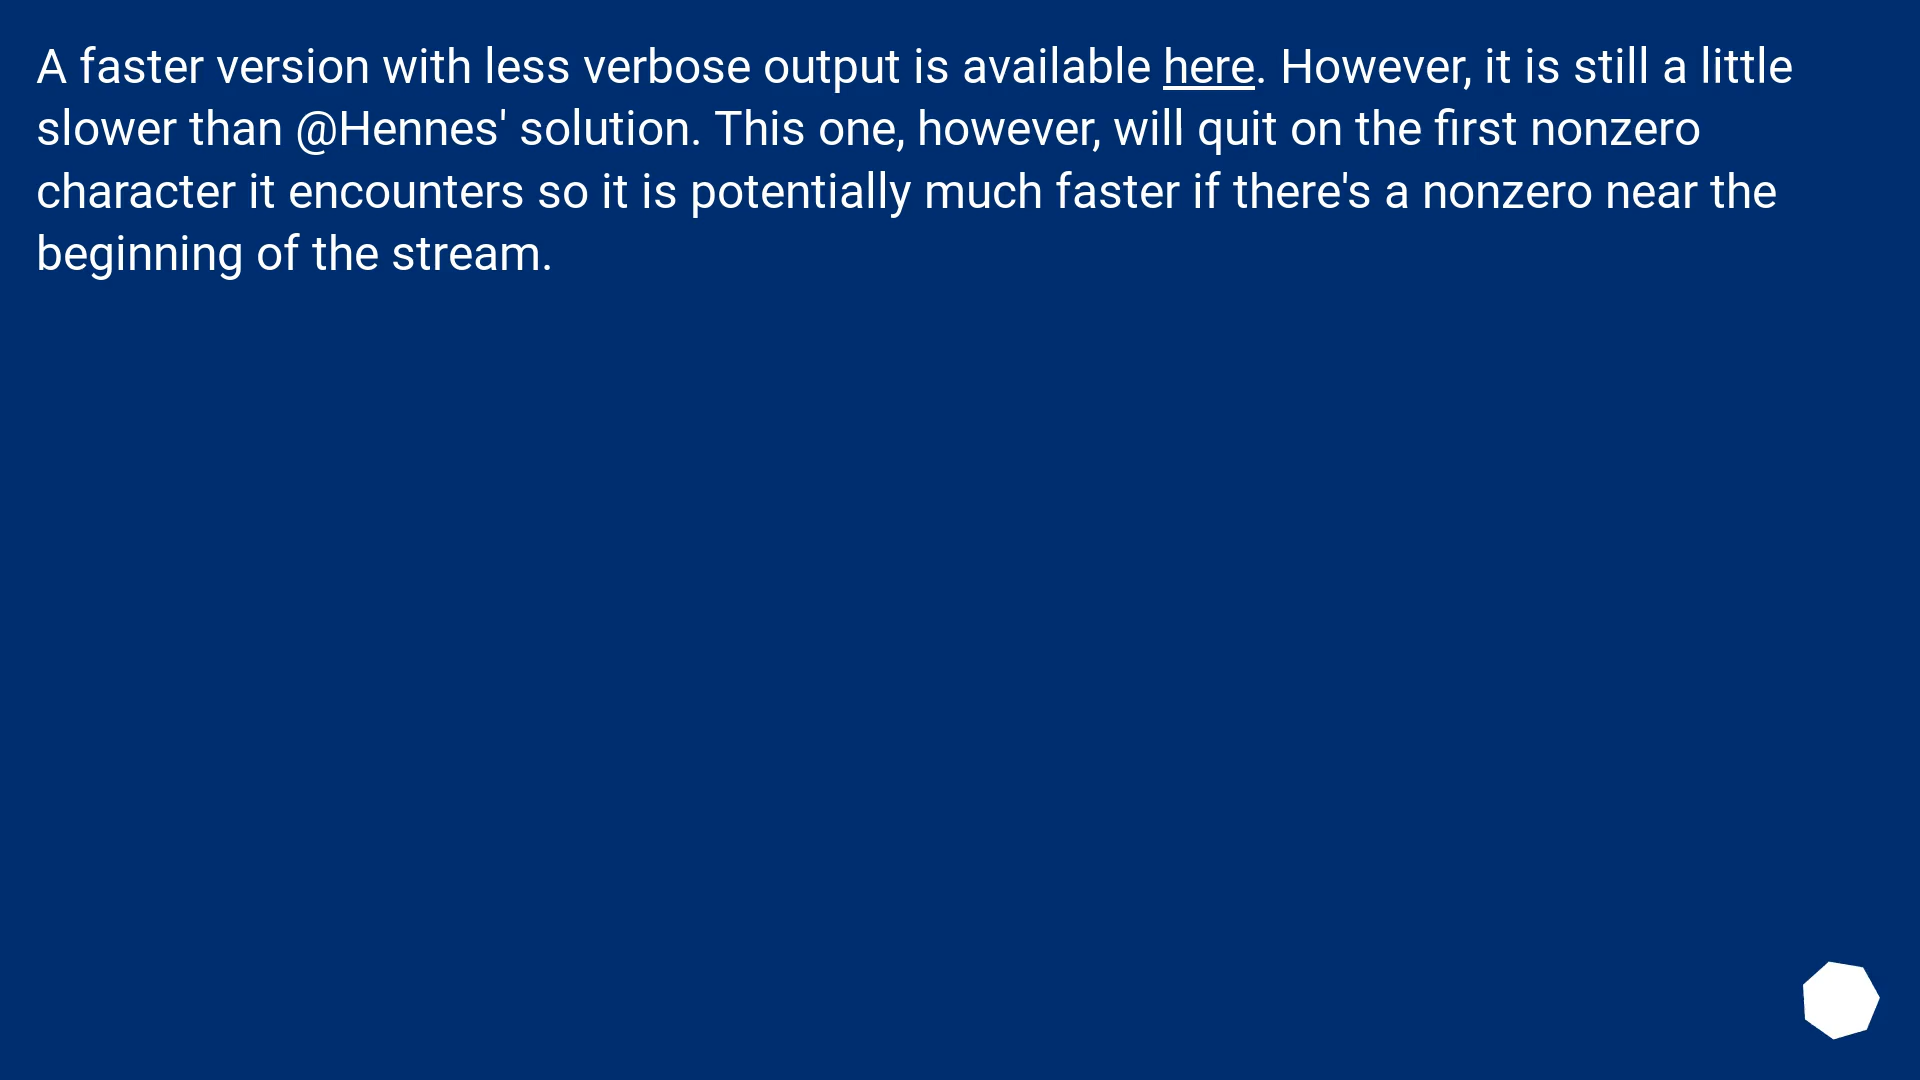 A faster version with less verbose output is available here. However, it is still a little
slower than @Hennes' solution. This one, however, will quit on the first nonzero
character it encounters so it is potentially much faster if there's a nonzero near the
beginning of the stream.